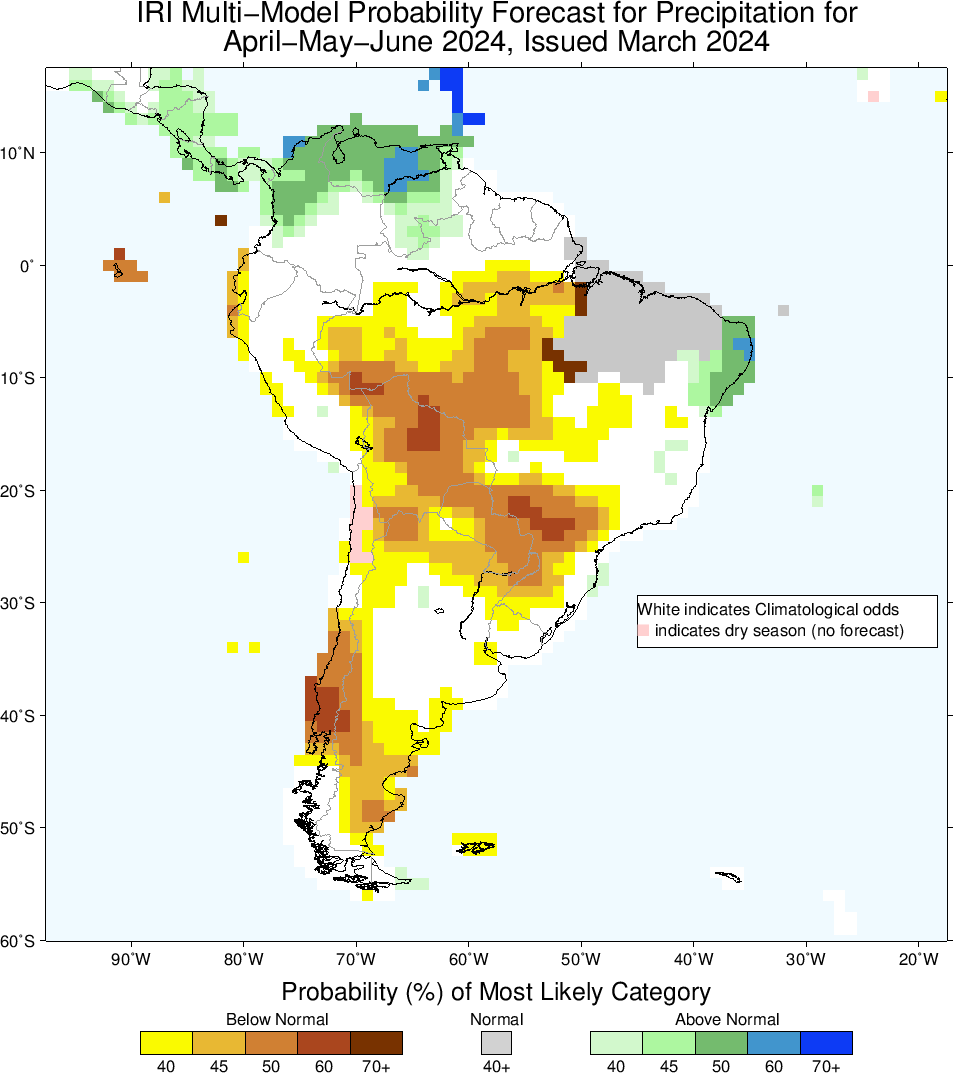 IRI Multi−Model Probability Forecast for Precipitation for
April−May−June 2024, Issued March 2024
10°N
0°
10°S
20°S
30°S
White indicates Climatological odds
indicates dry season (no forecast)
40°S
50°S
60°S
90°W 80°W 70°W 60°W 50°W 40°W 30°W 20°W
Probability (%) of Most Likely Category
Below Normal Normal Above Normal
40 45 50 60 70+ 40+ 40 45 50 60 70+